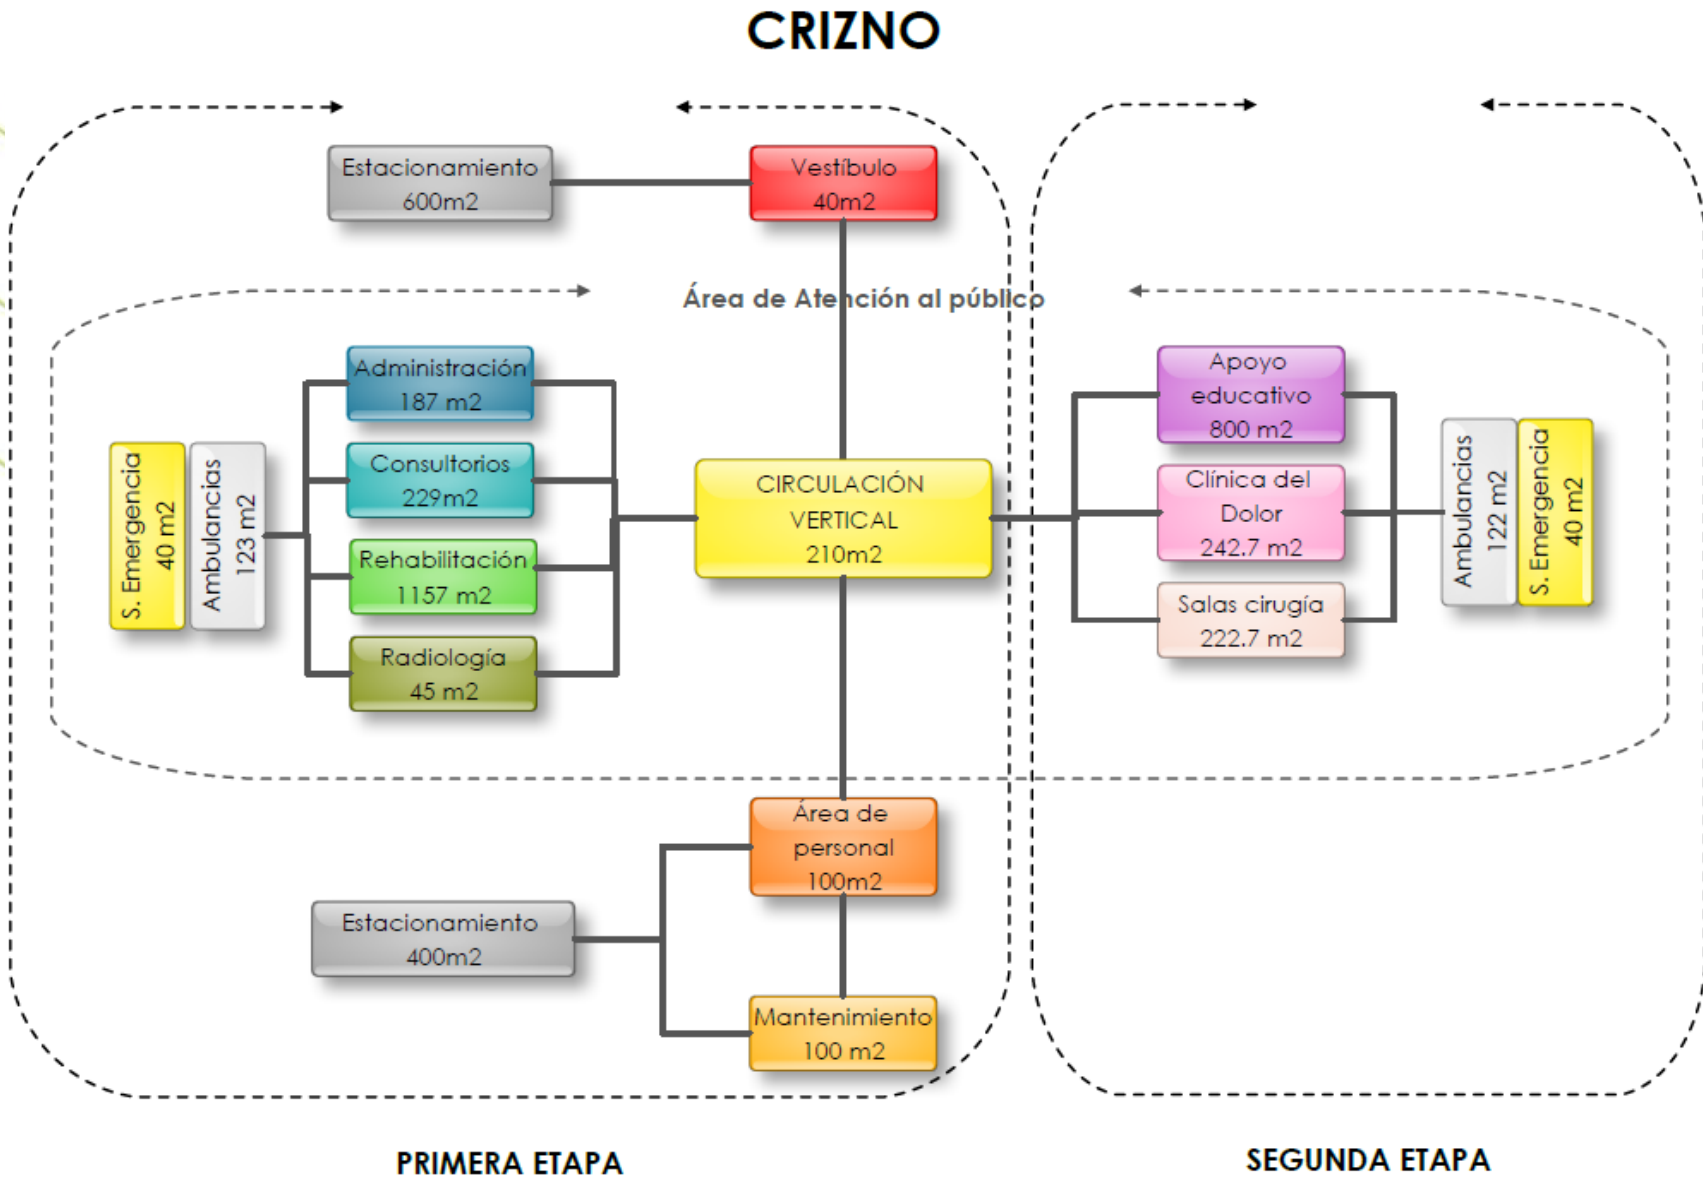 CRIZNO
Estacionamiento
600m2
Vestíbulo
40m2
Área de Atención al público
S. Emergencia
40 m2
Ambulancias
123 m2
Administración
187 m2
Consultorios
229m2
Rehabilitación
1157 m2
Radiología
45 m2
CIRCULACIÓN
VERTICAL
210m2
Apoyo
educativo
800 m2
Clínica del
Dolor
242.7 m2
Salas cirugía
222.7 m2
Ambulancias
122 m2
S. Emergencia
40 m2
Área de
personal
100m2
Estacionamiento
400m2
Mantenimiento
100 m2
PRIMERA ETAPA
SEGUNDA ETAPA